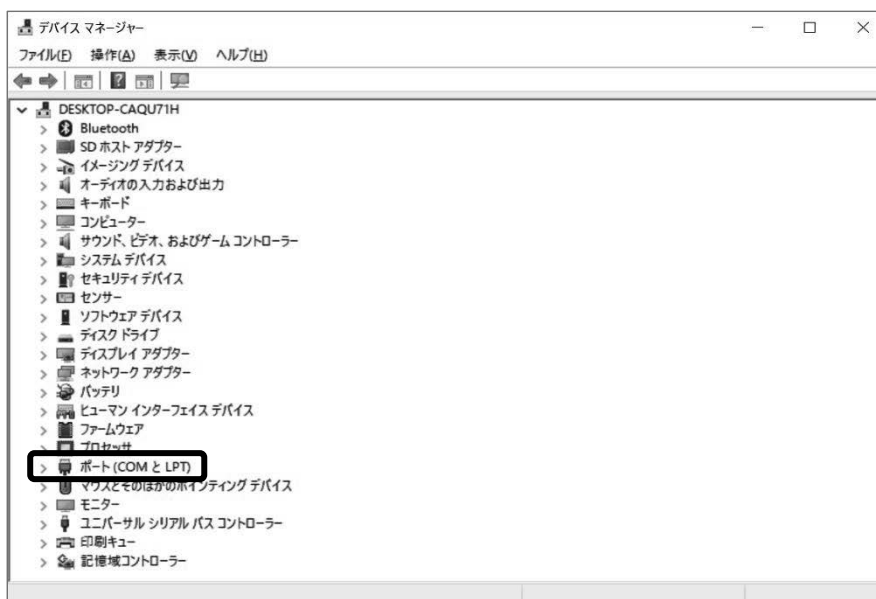 デバイス マネージャー
ファイル(F) 操作(A) 表示(V) ヘルプ(H)
DESKTOP-CAQU71H
Bluetooth
SD ホスト アダプター
イメージング デバイス
オーディオの入力および出力
キーボード
コンピューター
サウンド、ビデオ、およびゲーム コントローラー
システム デバイス
セキュリティ デバイス
センサー
ソフトウェア デバイス
ディスク ドライブ
ディスプレイ アダプター
ネットワーク アダプター
バッテリ
ヒューマン インターフェイス デバイス
ファームウェア
プロセッサ
ポート (COM と LPT)
マウスとそのほかのポインティング デバイス
モニター
ユニバーサル シリアル バス コントローラー
印刷キュー
記憶域コントローラー